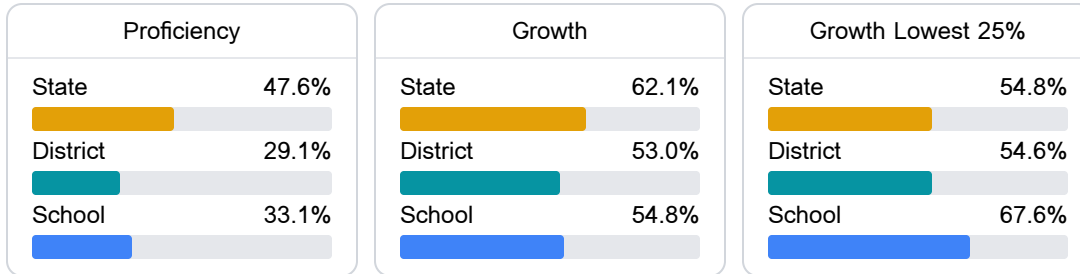 Proficiency
State 47.6%
District 29.1%
School 33.1%
Growth
State 62.1%
District 53.0%
School 54.8%
Growth Lowest 25%
State 54.8%
District 54.6%
School 67.6%